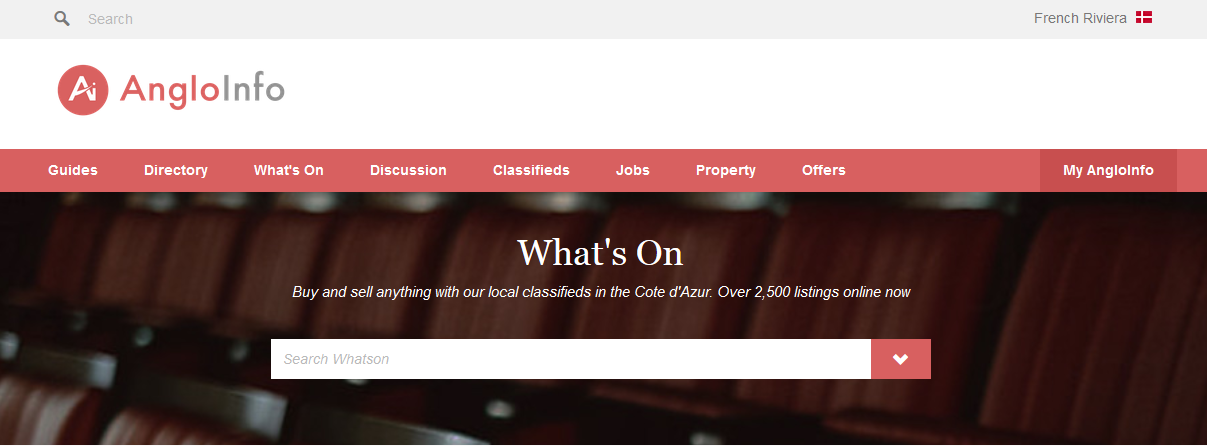 Search
French Riviera
Ai AngloInfo
Guides Directory What's On Discussion Classifieds Jobs Property Offers My AngloInfo
What's On
Buy and sell anything with our local classifieds in the Cote d'Azur. Over 2,500 listings online now
Search Whatson